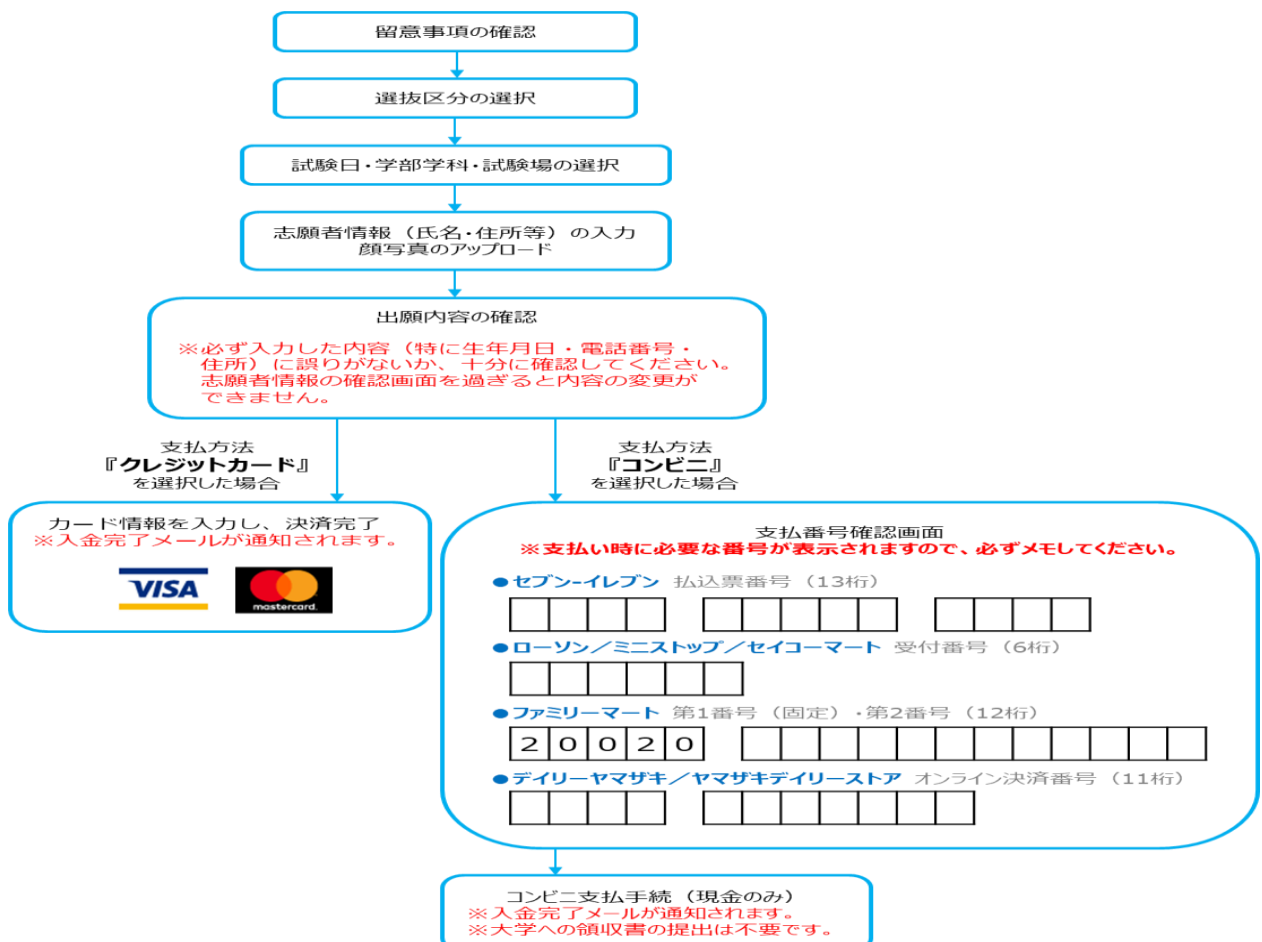 留意事項の確認
選抜区分の選択
試験日・学部学科・試験場の選択
志願者情報（氏名・住所等）の入力
顔写真のアップロード
出願内容の確認
※必ず入力した内容（特に生年月日・電話番号・
住所）に誤りがないか、十分に確認してください。
志願者情報の確認画面を過ぎると内容の変更が
できません。
支払方法
『クレジットカード』
を選択した場合
カード情報を入力し、決済完了
※入金完了メールが通知されます。
VISA
mastercard.
支払方法
『コンビニ』
を選択した場合
支払番号確認画面
※支払い時に必要な番号が表示されますので、必ずメモしてください。
●セブン-イレブン 払込票番号（13桁）
●ローソン／ミニストップ／セイコーマート 受付番号（6桁）
●ファミリーマート 第1番号（固定）・第2番号（12桁）
2 0 0 2 0
●デイリーヤマザキ／ヤマザキデイリーストア オンライン決済番号（11桁）
コンビニ支払手続（現金のみ）
※入金完了メールが通知されます。
※大学への領収書の提出は不要です。